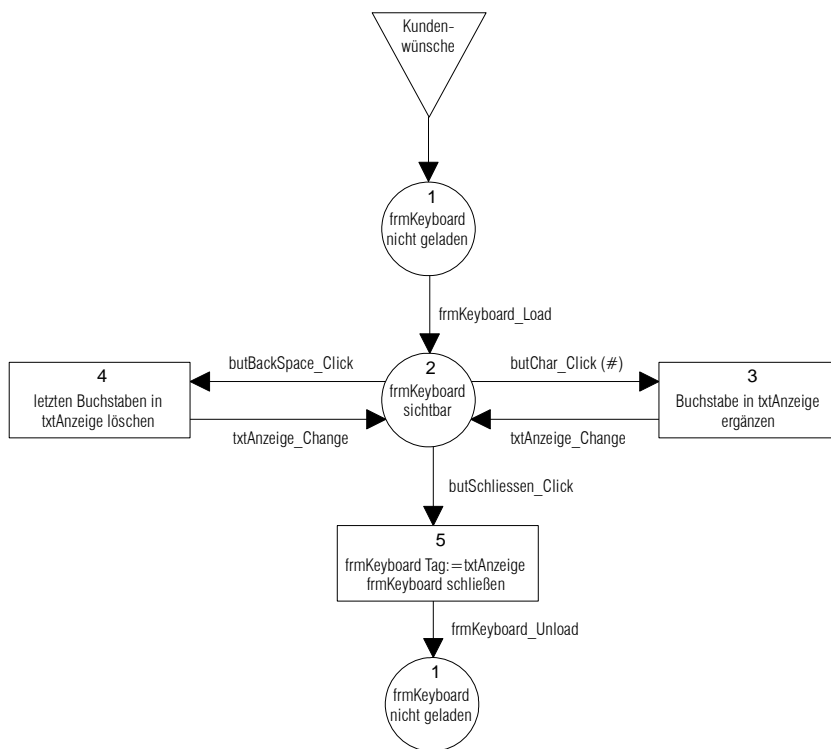 Kunden-
wünsche
1
frmKeyboard
nicht geladen
frmKeyboard_Load
butBackSpace_Click
butChar_Click (#)
4
letzten Buchstaben in
txtAnzeige löschen
2
frmKeyboard
sichtbar
3
Buchstabe in txtAnzeige
ergänzen
txtAnzeige_Change
txtAnzeige_Change
butSchliessen_Click
5
frmKeyboard Tag:=txtAnzeige
frmKeyboard schließen
frmKeyboard_Unload
1
frmKeyboard
nicht geladen